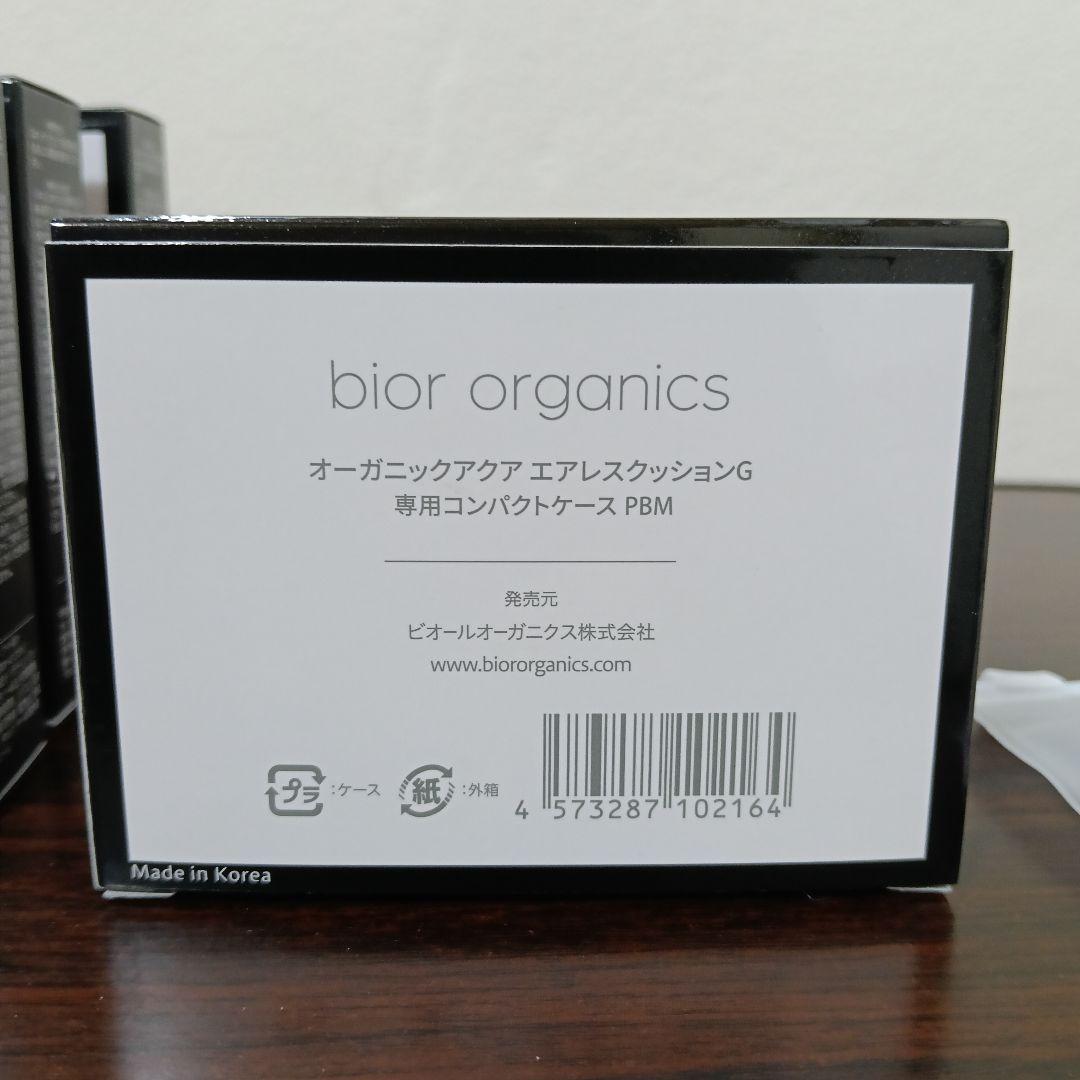 bior organics
オーガニックアクア エアレスクッションG
専用コンパクトケース PBM
発売元
ビオールオーガニクス株式会社
www.biororganics.com
プラ :ケース 紙 :外箱
4 573287 102164
Made in Korea